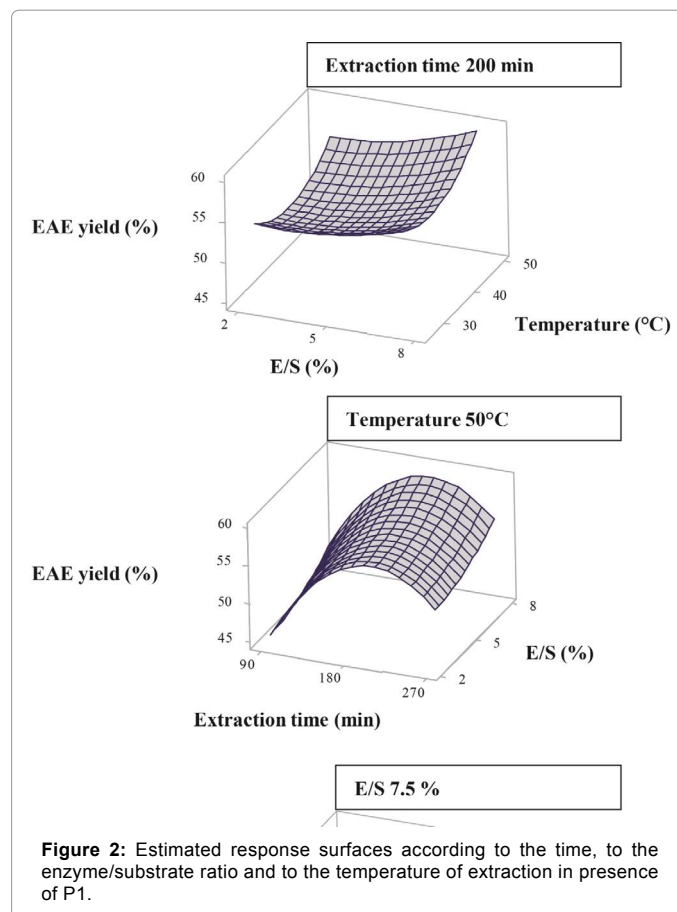 Extraction time 200 min
60
55
50
45
EAE yield (%)
2
5
8
E/S (%)
30
40
50
Temperature (°C)
Temperature 50°C
60
55
50
45
EAE yield (%)
90
180
270
Extraction time (min)
2
5
8
E/S (%)
E/S 7.5 %
Figure 2: Estimated response surfaces according to the time, to the
enzyme/substrate ratio and to the temperature of extraction in presence
of P1.